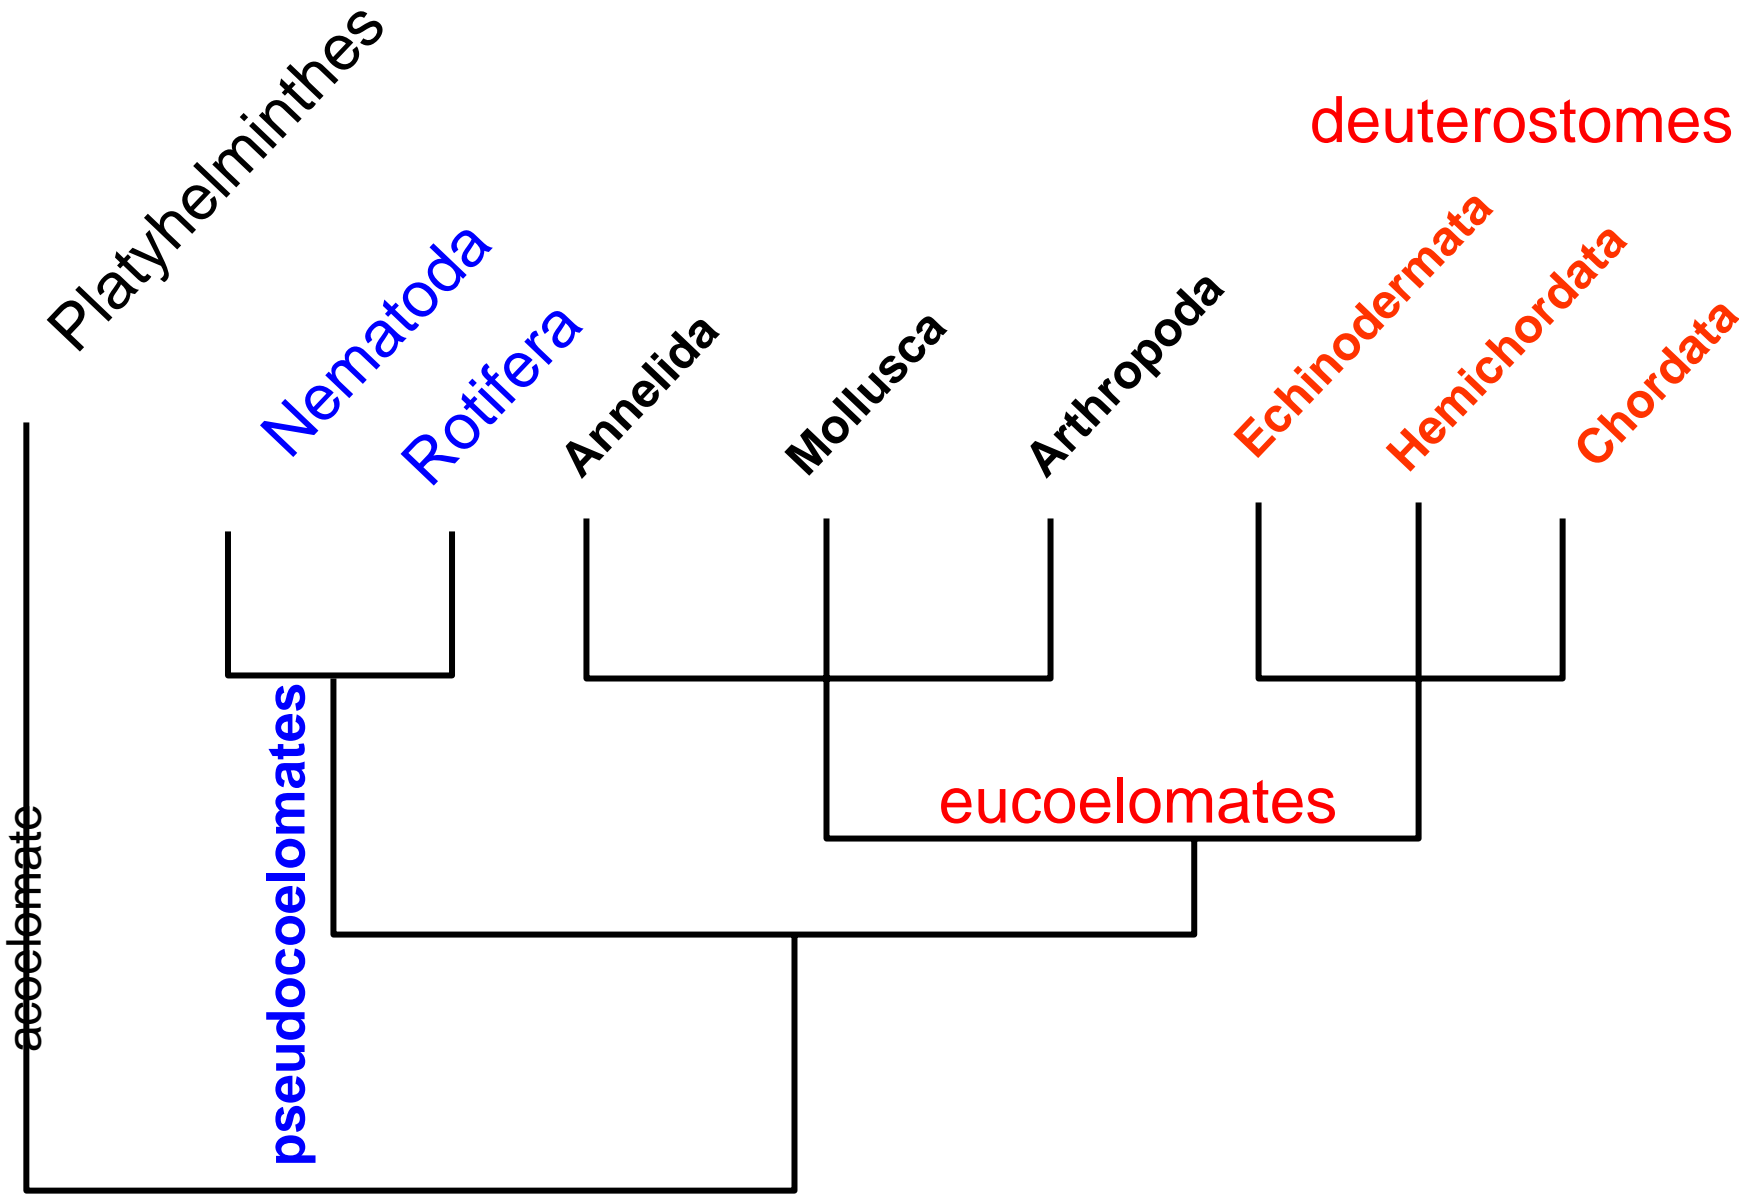 Platyhelminthes
Nematoda
Rotifera
Annelida
Mollusca
Arthropoda
deuterostomes
Echinodermata
Hemichordata
Chordata
acoelomate
pseudocoelomates
eucoelomates